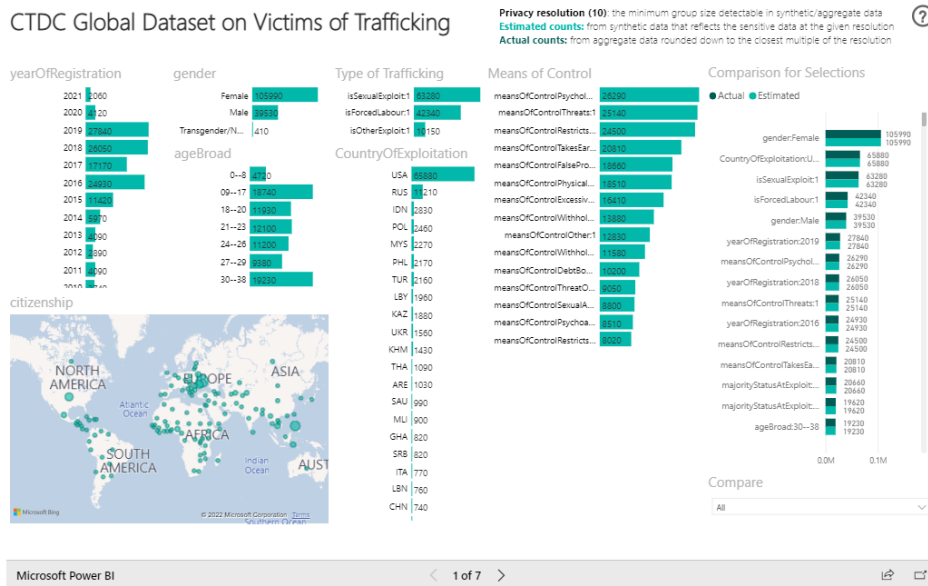 CTDC Global Dataset on Victims of Trafficking
Privacy resolution (10): the minimum group size detectable in synthetic/aggregate data
Estimated counts: from synthetic data that reflects the sensitive data at the given resolution
Actual counts: from aggregate data rounded down to the closest multiple of the resolution
?
yearOfRegistration
2021 2060
2020 4120
2019 27840
2018 26050
2017 17170
2016 24930
2015 11420
2014 5970
2013 4090
2012 2890
2011 4090
2010
gender
Female 105990
Male 39530
Transgender/N... 410
ageBroad
0--8 4720
09--17 18740
18--20 11930
21--23 12100
24--26 11200
27--29 9380
30--38 19230
Type of Trafficking
isSexualExploit:1 63280
isForcedLabour:1 42340
isOtherExploit:1 10150
CountryOfExploitation
USA 65880
RUS 11210
IDN 2830
POL 2460
MYS 2270
PHL 2170
TUR 2160
LBY 1960
KAZ 1880
UKR 1560
KHM 1430
THA 1090
ARE 1030
SAU 990
MLI 900
GHA 820
SRB 820
ITA 770
LBN 760
CHN 740
Means of Control
meansOfControlPsychol... 26290
meansOfControlThreats:1 25140
meansOfControlRestricts... 24500
meansOfControlTakesEar... 20810
meansOfControlFalsePro... 18660
meansOfControlPhysical... 18510
meansOfControlExcessiv... 16410
meansOfControlWithhol... 13880
meansOfControlOther:1 12830
meansOfControlWithhol... 11580
meansOfControlDebtBo... 10200
meansOfControlThreatO... 9050
meansOfControlSexualA... 8800
meansOfControlPsychoa... 8510
meansOfControlRestricts... 8020
Comparison for Selections
Actual Estimated
gender:Female 105990 105990
CountryOfExploitation:U... 65880 65880
isSexualExploit:1 63280 63280
isForcedLabour:1 42340 42340
gender:Male 39530 39530
yearOfRegistration:2019 27840 27840
meansOfControlPsychol... 26290 26290
yearOfRegistration:2018 26050 26050
meansOfControlThreats:1 25140 25140
yearOfRegistration:2016 24930 24930
meansOfControlRestricts... 24500 24500
meansOfControlTakesEa... 20810 20810
majorityStatusAtExploit:... 20660 20660
majorityStatusAtExploit:... 19620 19620
ageBroad:30--38 19230 19230
0.0M 0.1M
Compare
All
citizenship
NORTH
AMERICA
EUROPE
ASIA
Atlantic
Ocean
AFRICA
SOUTH
AMERICA
Indian
Ocean
AUST
Microsoft Bing
© 2022 Microsoft Corporation Terms
Southern Ocean
Microsoft Power BI
1 of 7